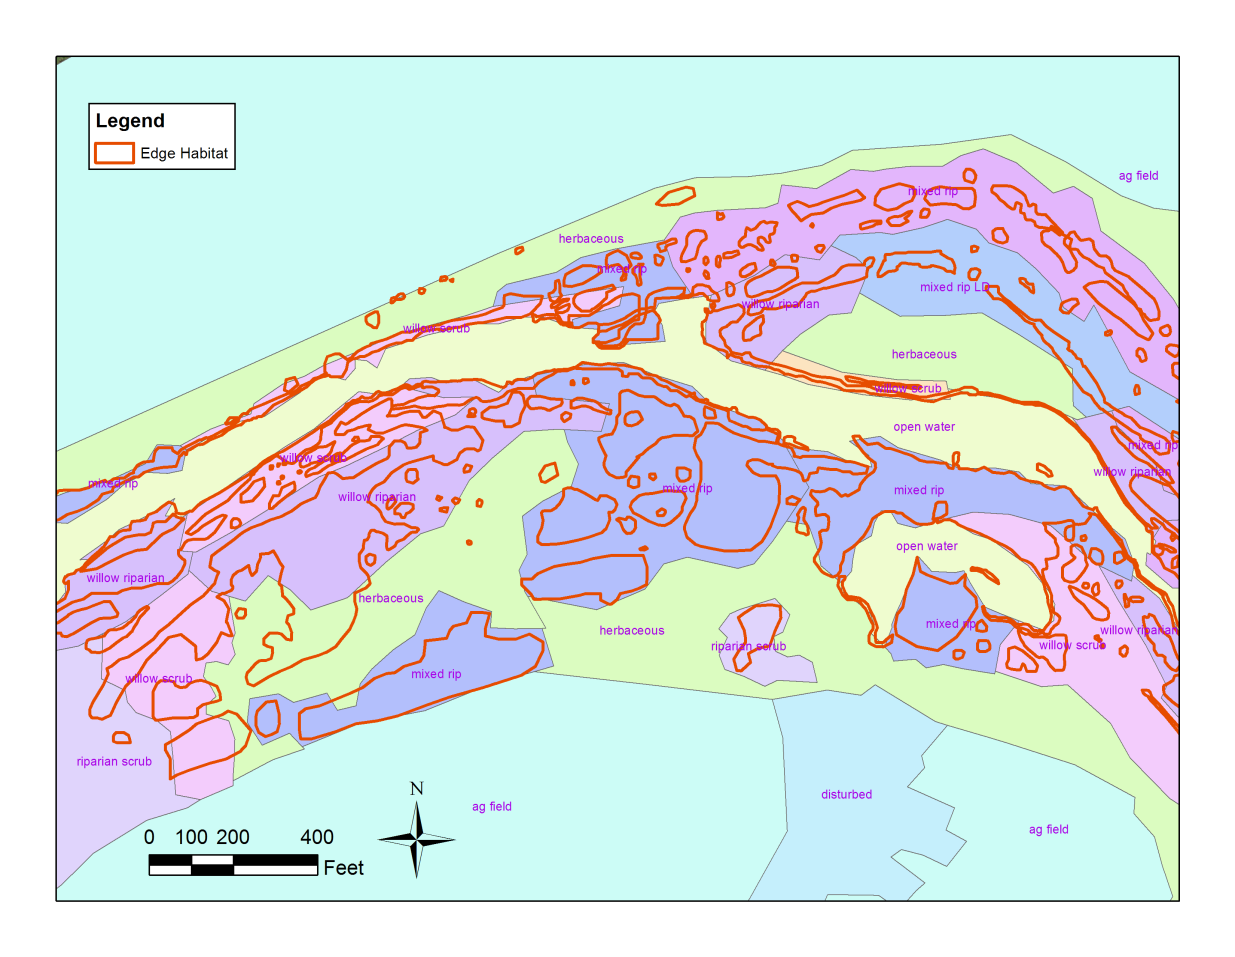 Legend
Edge Habitat
ag field
mixed rip
herbaceous
mixed rip
mixed rip LD
willow riparian
willow scrub
herbaceous
willow scrub
open water
mixed rip
willow scrub
willow riparian
mixed rip
mixed rip
mixed rip
willow riparian
open water
willow riparian
herbaceous
mixed rip
herbaceous
willow riparian
riparian scrub
willow scrub
mixed rip
willow scrub
riparian scrub
N
disturbed
ag field
ag field
0 100 200 400
Feet